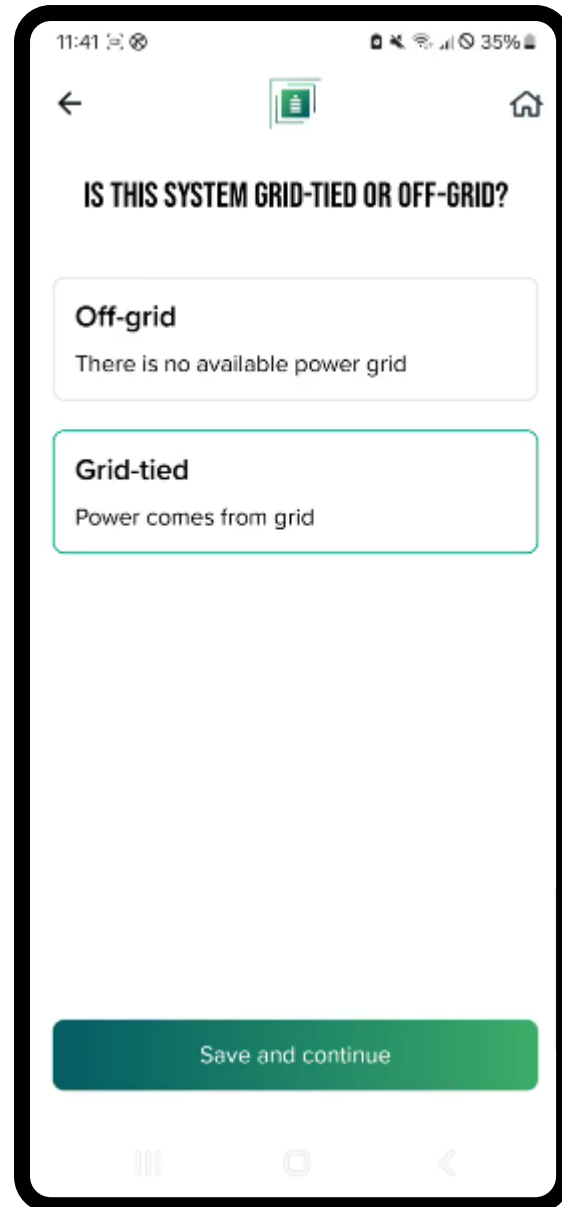 11:41
35%
IS THIS SYSTEM GRID-TIED OR OFF-GRID?
Off-grid
There is no available power grid
Grid-tied
Power comes from grid
Save and continue